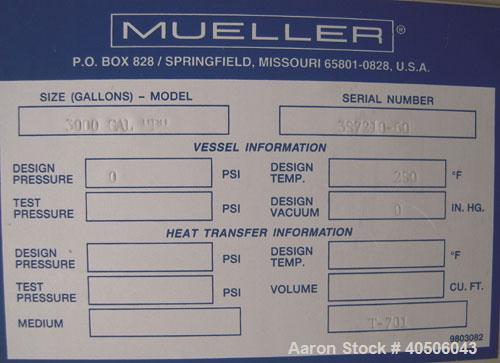 MUELLER®
P.O. BOX 828 / SPRINGFIELD, MISSOURI 65801-0828, U.S.A.
SIZE (GALLONS) – MODEL SERIAL NUMBER
3000 GAL
VESSEL INFORMATION
DESIGN PRESSURE 0 PSI DESIGN TEMP. °F
TEST PRESSURE PSI DESIGN VACUUM 0 IN. HG.
HEAT TRANSFER INFORMATION
DESIGN PRESSURE PSI DESIGN TEMP. °F
TEST PRESSURE PSI VOLUME CU. FT.
MEDIUM T-701
9803082
Aaron Stock # 40506043